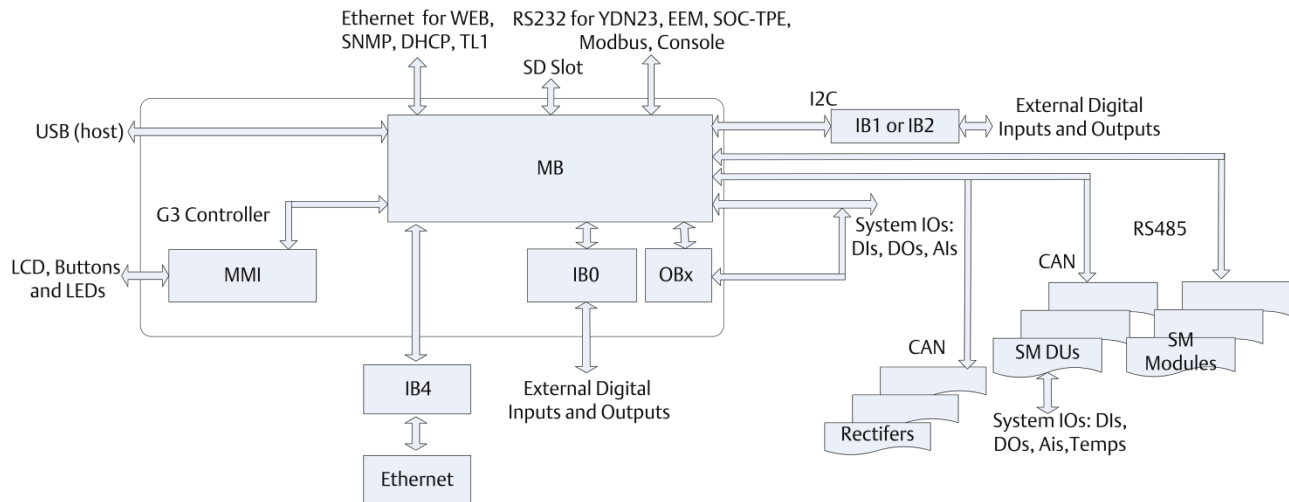 Ethernet for WEB,
SNMP, DHCP, TL1
RS232 for YDN23, EEM, SOC-TPE,
Modbus, Console
SD Slot
USB (host)
MB
I2C
IB1 or IB2
External Digital
Inputs and Outputs
G3 Controller
System IOs:
DIs, DOs, AIs
RS485
LCD, Buttons
and LEDs
MMI
IB0
OBx
CAN
CAN
SM DUs
SM
Modules
IB4
External Digital
Inputs and Outputs
Rectifers
System IOs: DIs,
DOs, Ais,Temps
Ethernet